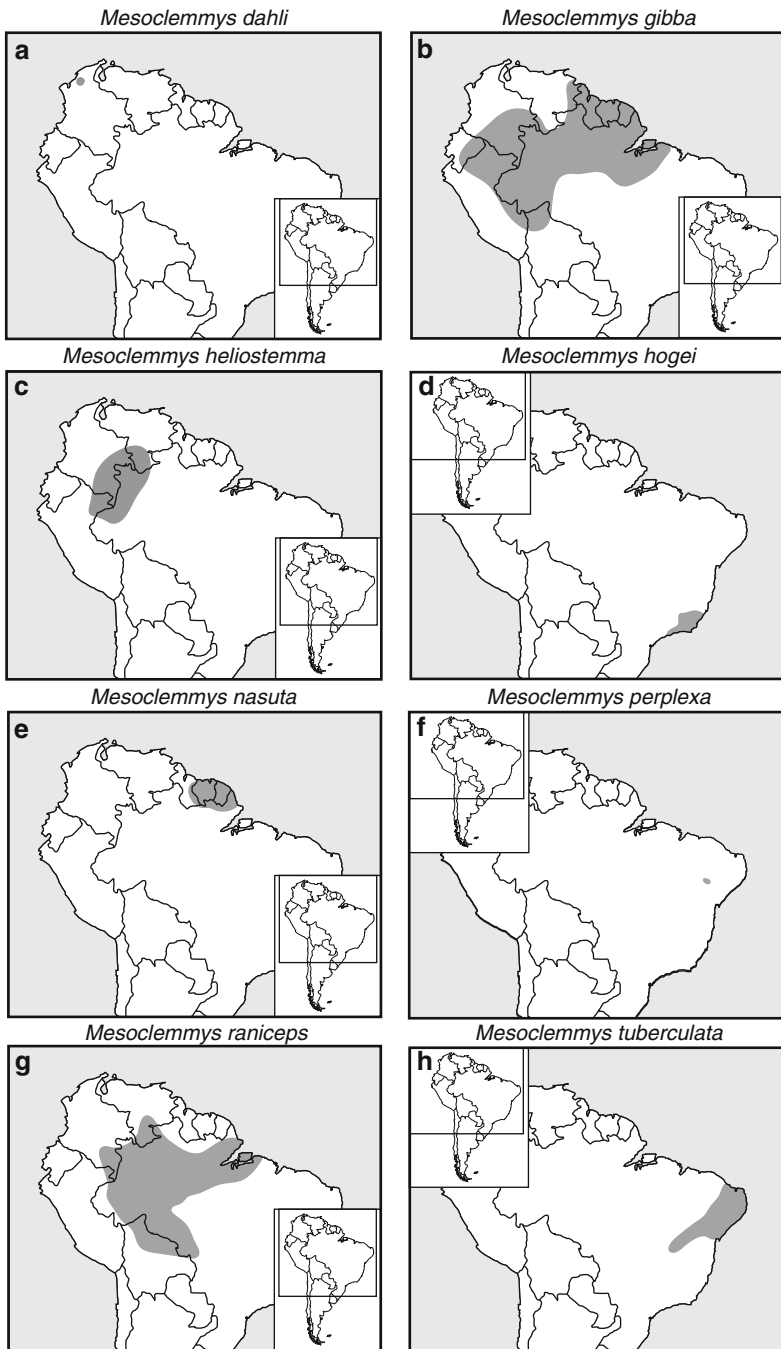 Mesoclemmys dahli
a
Mesoclemmys gibba
b
Mesoclemmys heliostemma
c
Mesoclemmys hogei
d
Mesoclemmys nasuta
e
Mesoclemmys perplexa
f
Mesoclemmys raniceps
g
Mesoclemmys tuberculata
h